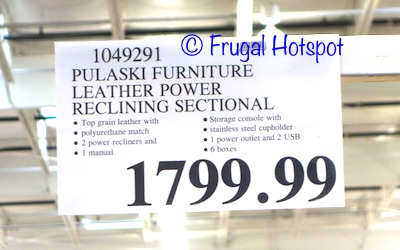 © Frugal Hotspot
1049291
PULASKI FURNITURE
LEATHER POWER
RECLINING SECTIONAL
• Top grain leather with
polyurethane match
• 2 power recliners and
1 manual
• Storage console with
stainless steel cupholder
• 1 power outlet and 2 USB
• 6 boxes
1799.99